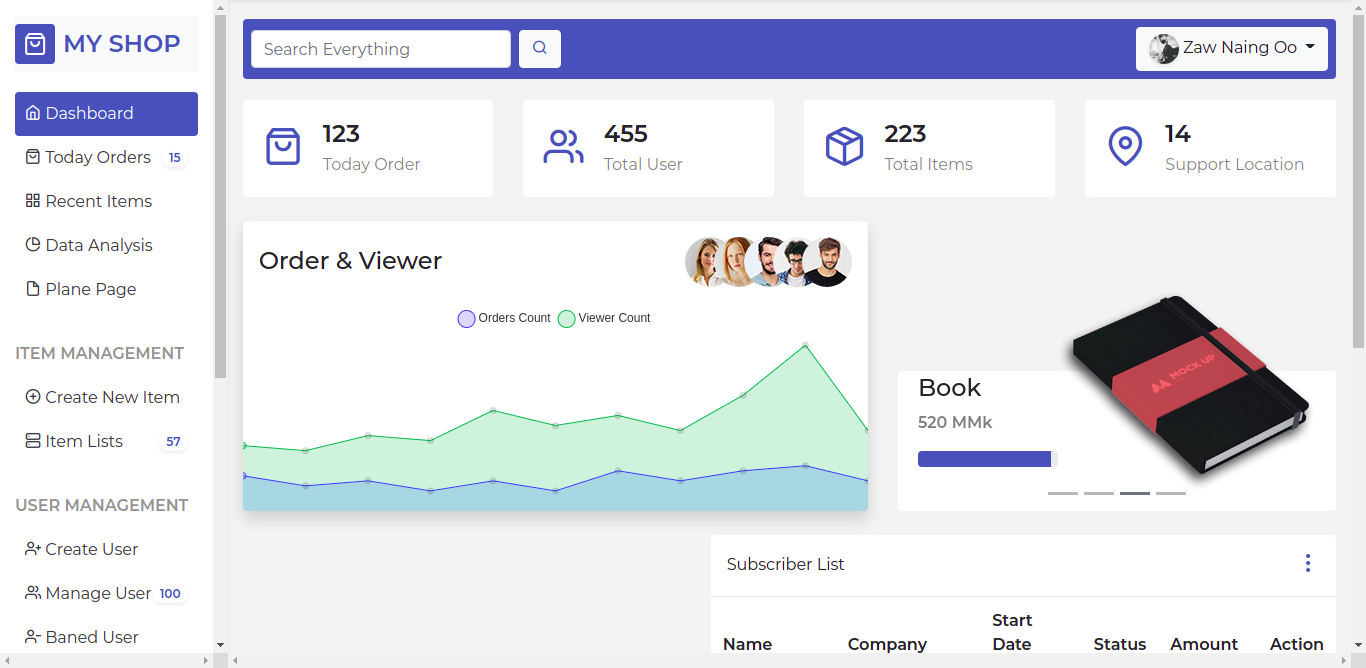 MY SHOP
Dashboard
Today Orders 15
Recent Items
Data Analysis
Plane Page
ITEM MANAGEMENT
Create New Item
Item Lists 57
USER MANAGEMENT
Create User
Manage User 100
Baned User
Search Everything
Zaw Naing Oo
123
Today Order
455
Total User
223
Total Items
14
Support Location
Order & Viewer
Orders Count Viewer Count
Book
520 MMk
MOCK UP
Subscriber List
Name Company Start Date Status Amount Action